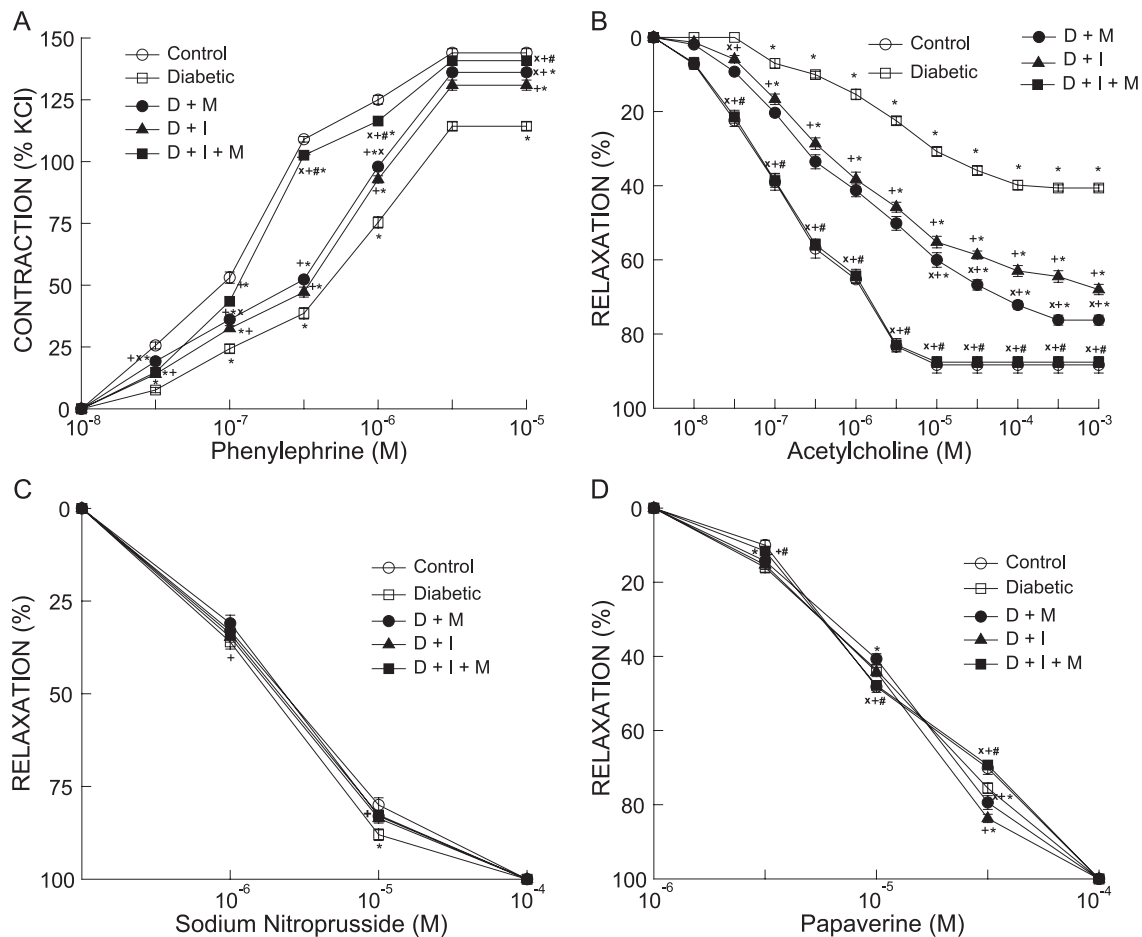 A
150
125
100
75
50
25
0
CONTRACTION (% KCl)
Control
Diabetic
D + M
D + I
D + I + M
+x*
*+
*
+*
+*x
*+
*
x+#*
+*
+*
*
x+#*
+*x
+*
*
x+#
x+*
+*
*
10-8
10-7
10-6
10-5
Phenylephrine (M)
B
0
20
40
60
80
100
RELAXATION (%)
Control
Diabetic
D + M
D + I
D + I + M
x+
* * * * * * * * *
+* +* +* +* +* +* +* +* +*
x+* x+* x+* x+* x+*
x+# x+# x+# x+# x+# x+# x+# x+# x+# x+#
10-8
10-7
10-6
10-5
10-4
10-3
Acetylcholine (M)
C
0
25
50
75
100
RELAXATION (%)
Control
Diabetic
D + M
D + I
D + I + M
+
+
*
10-6
10-5
10-4
Sodium Nitroprusside (M)
D
0
20
40
60
80
100
RELAXATION (%)
Control
Diabetic
D + M
D + I
D + I + M
* +#
*
x+#
x+#
x+*
+*
10-6
10-5
10-4
Papaverine (M)